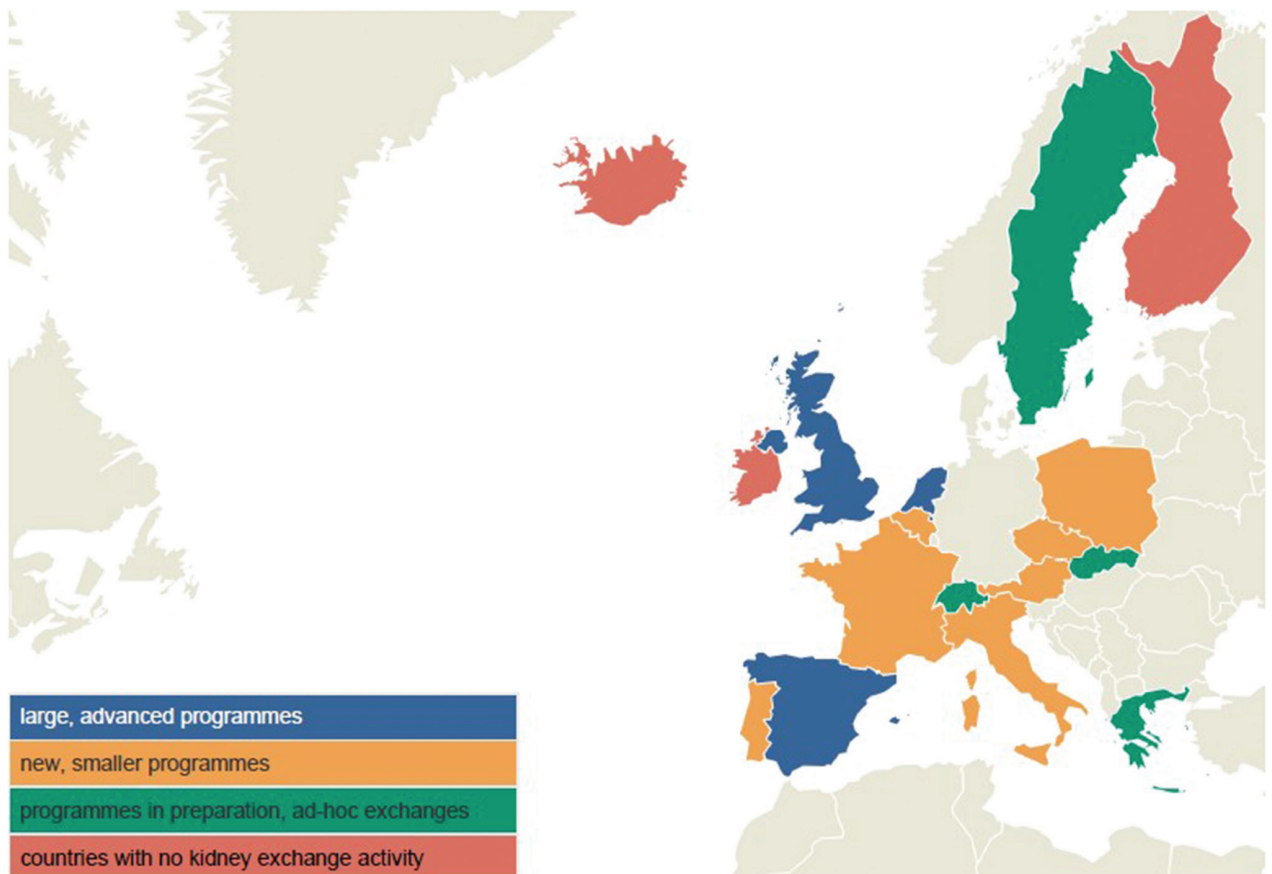 large, advanced programmes
new, smaller programmes
programmes in preparation, ad-hoc exchanges
countries with no kidney exchange activity